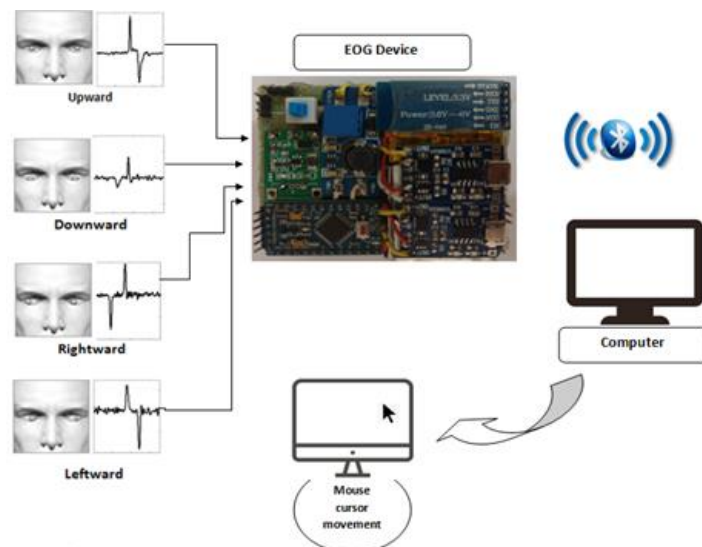 EOG Device
Upward
Downward
Rightward
Leftward
Computer
Mouse
cursor
movement